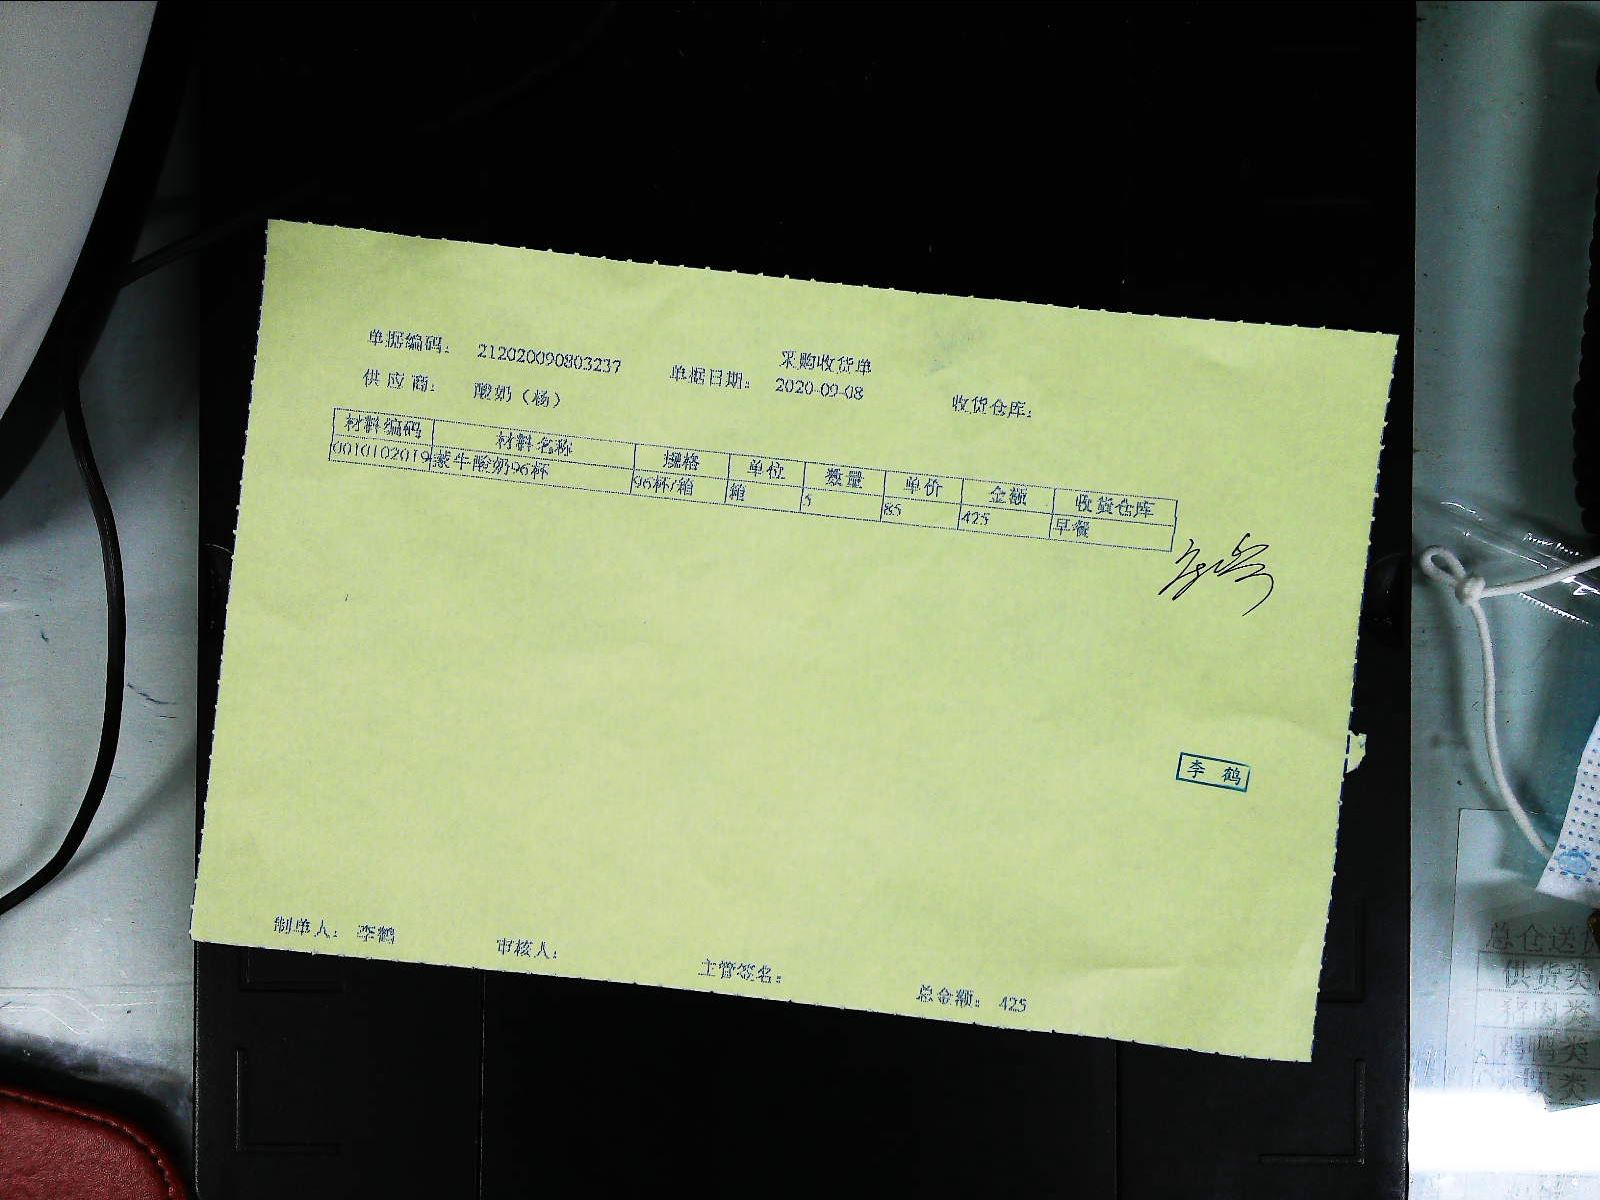 采购收货单
单据编码： 212020090803237 单据日期： 2020-09-08 收货仓库：
供应商： 酸奶（杨）
材料编码 材料名称 规格 单位 数量 单价 金额 收货仓库
0010102019 蒙牛酸奶96杯 96杯/箱 箱 5 85 425 早餐
李 鹤
制单人： 李鹤 审核人： 主管签名： 总金额： 425
总仓送
供货类